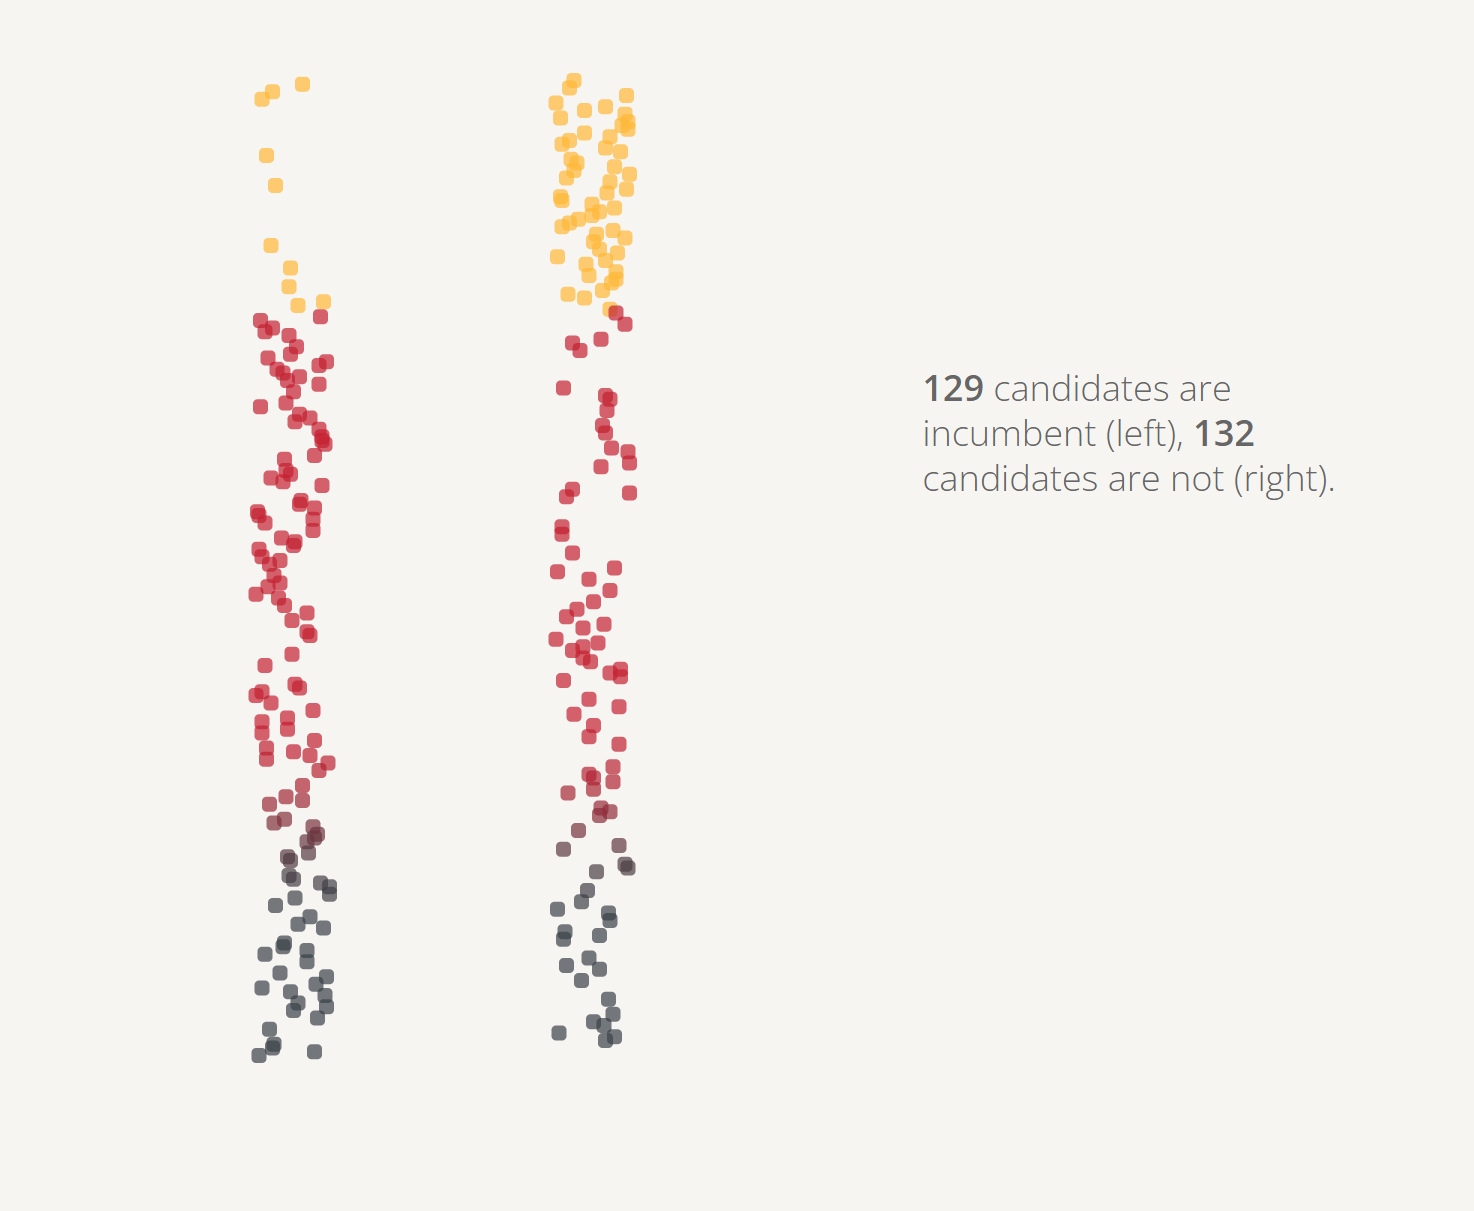 129 candidates are
incumbent (left), 132
candidates are not (right).